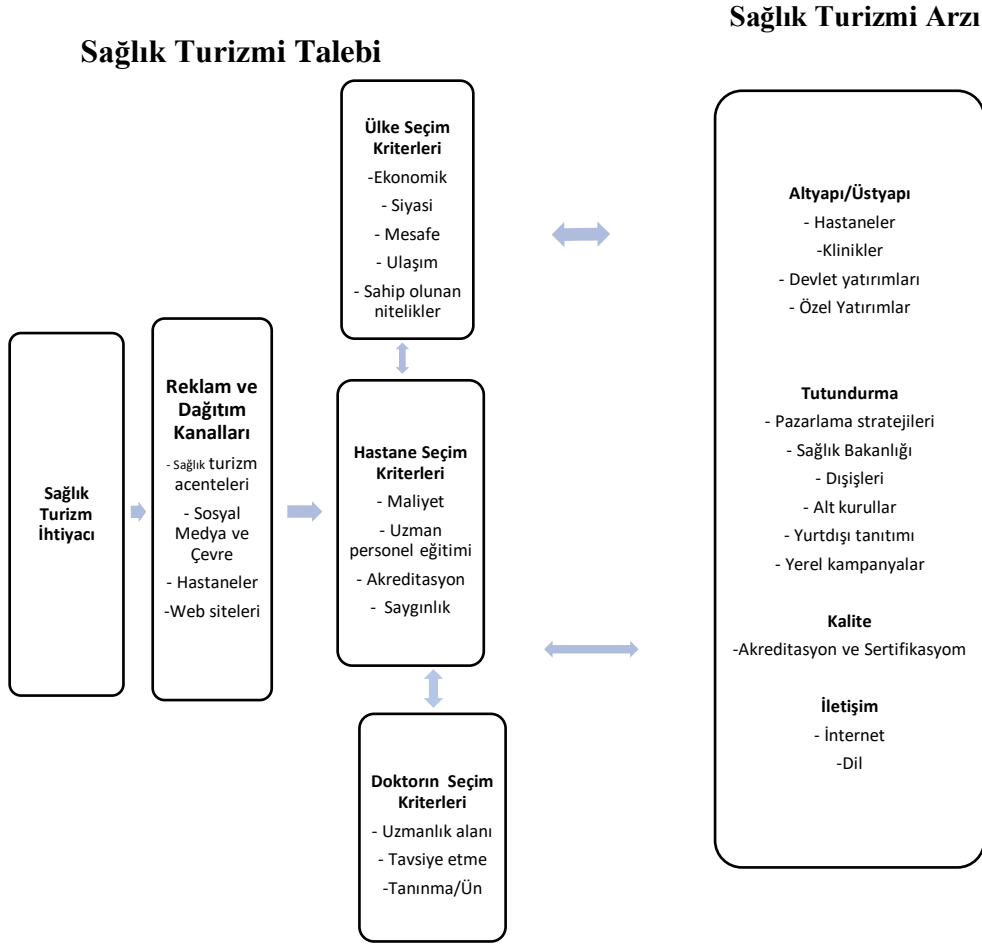 Sağlık Turizmi Talebi
Sağlık Turizm İhtiyacı
Sağlık
Turizm
İhtiyacı
Reklam ve
Dağıtım
Kanalları
- Sağlık turizm
acenteleri
- Sosyal
Medya ve
Çevre
- Hastaneler
-Web siteleri
Ülke Seçim
Kriterleri
-Ekonomik
- Siyasi
- Mesafe
- Ulaşım
- Sahip olunan
nitelikler
Hastane Seçim
Kriterleri
- Maliyet
- Uzman
personel eğitimi
- Akreditasyon
- Saygınlık
Doktorın Seçim
Kriterleri
- Uzmanlık alanı
- Tavsiye etme
-Tanınma/Ün
Sağlık Turizmi Arzı
Altyapı/Üstyapı
- Hastaneler
-Klinikler
- Devlet yatırımları
- Özel Yatırımlar
Tutundurma
- Pazarlama stratejileri
- Sağlık Bakanlığı
- Dışişleri
- Alt kurullar
- Yurtdışı tanıtımı
- Yerel kampanyalar
Kalite
-Akreditasyon ve Sertifikasyom
İletişim
- İnternet
-Dil